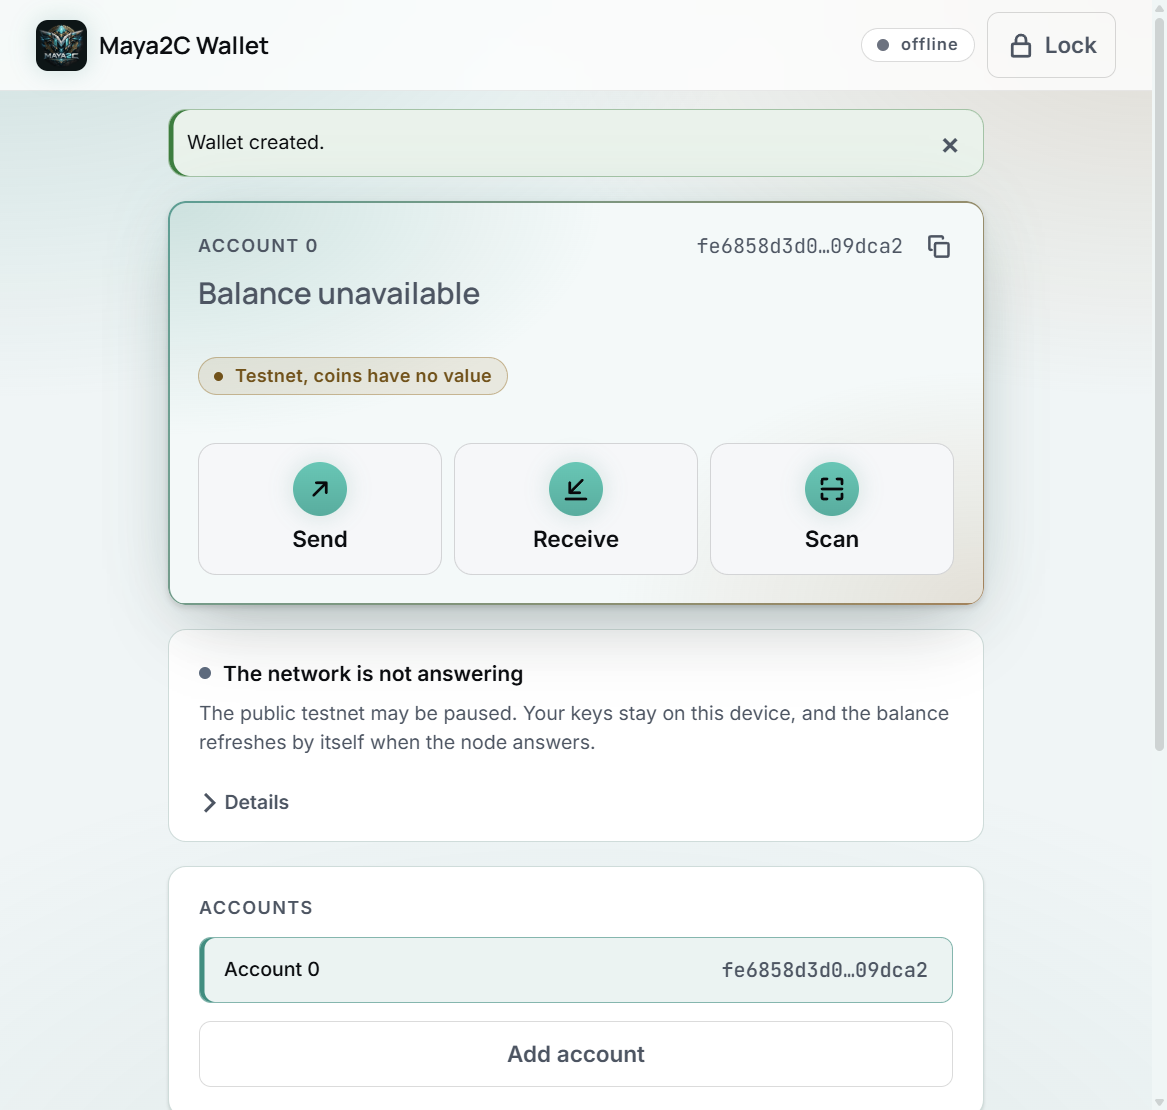 MAYA2C
Maya2C Wallet
offline
Lock
Wallet created.
ACCOUNT 0
fe6858d3d0…09dca2
Balance unavailable
Testnet, coins have no value
Send
Receive
Scan
The network is not answering
The public testnet may be paused. Your keys stay on this device, and the balance
refreshes by itself when the node answers.
Details
ACCOUNTS
Account 0
fe6858d3d0…09dca2
Add account